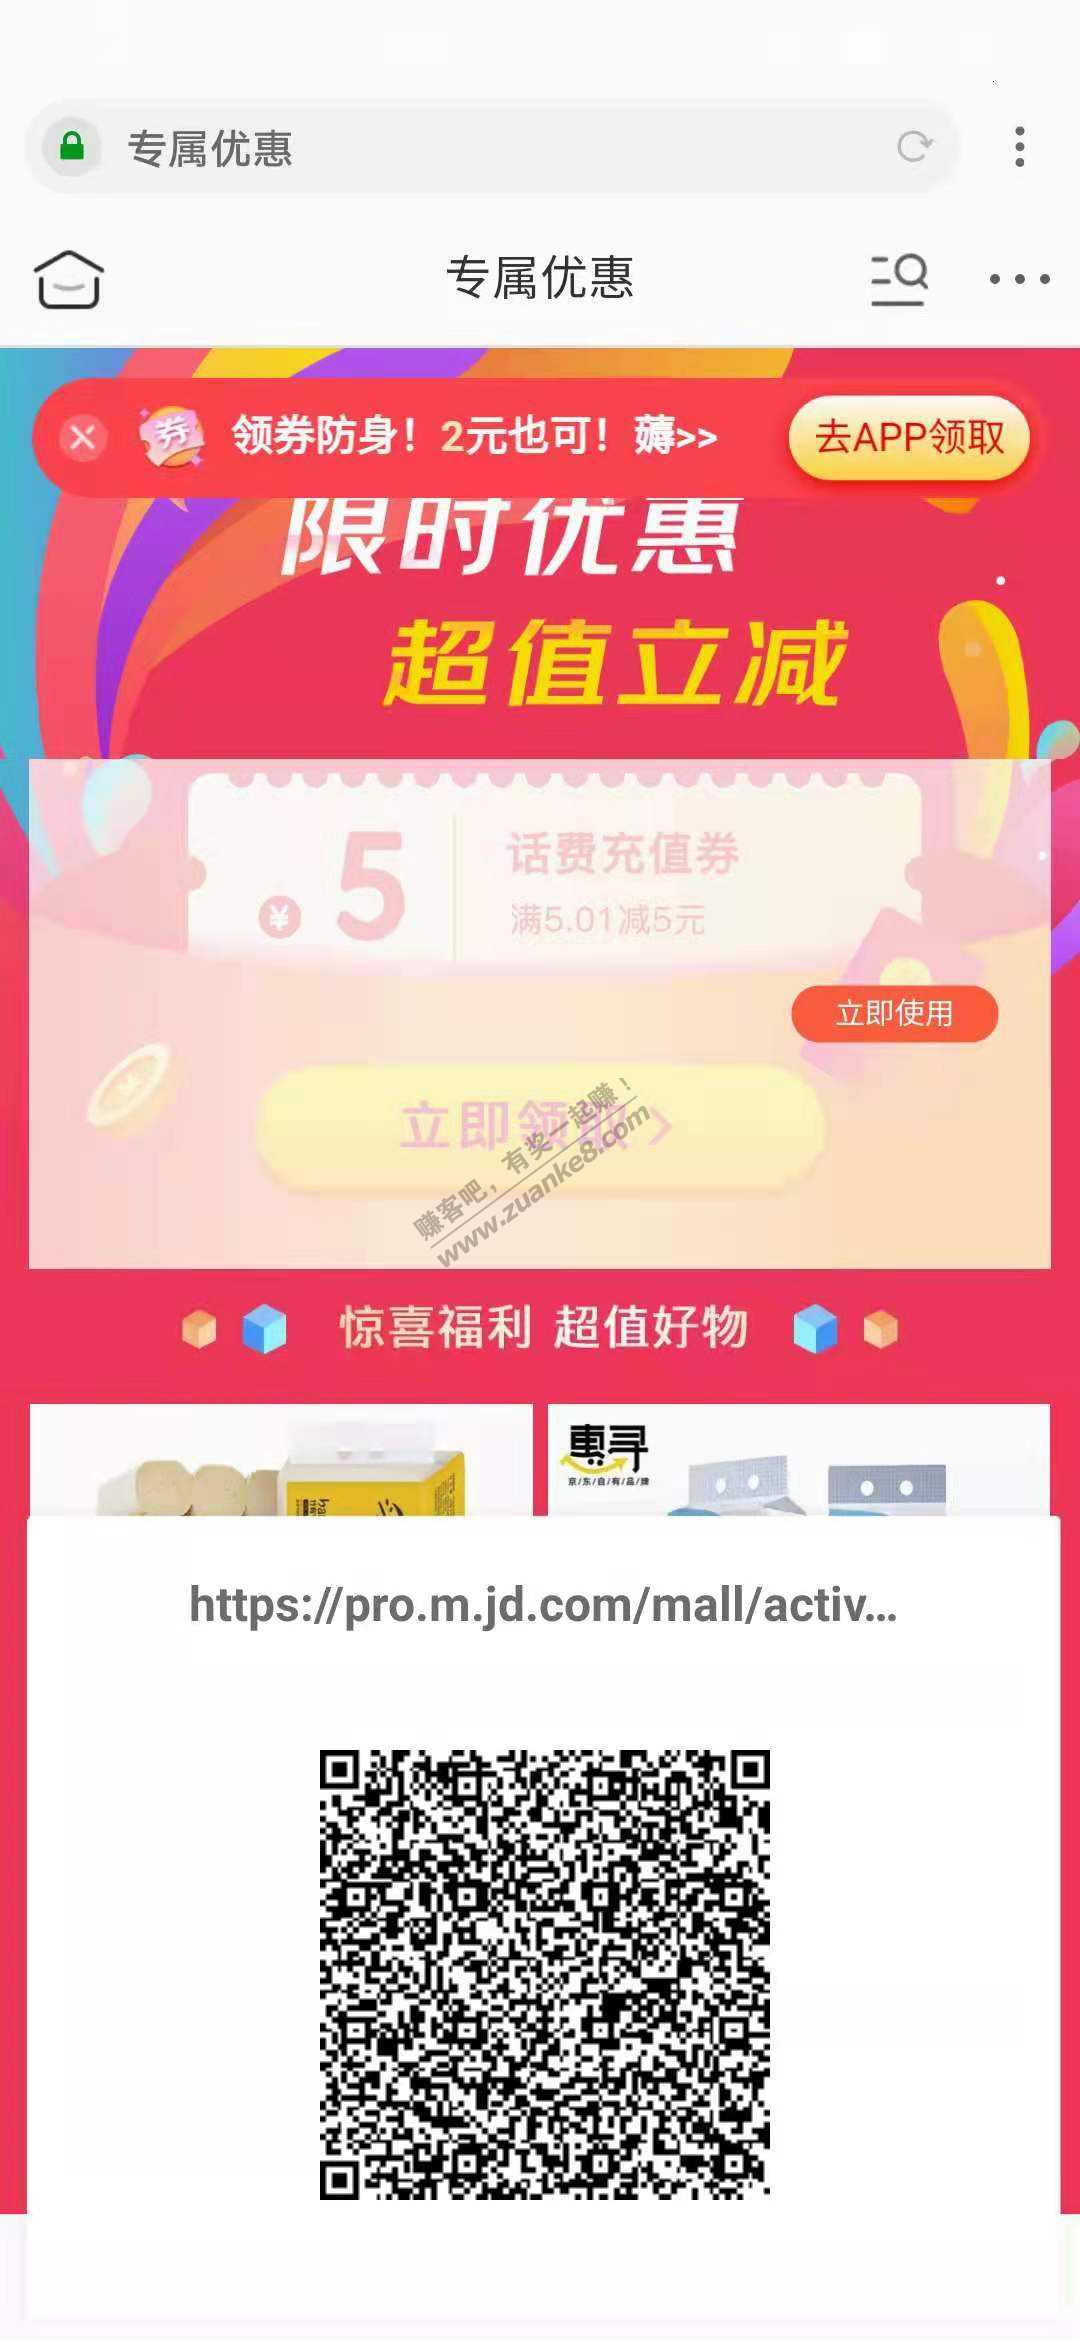 专属优惠
专属优惠
券
领券防身！2元也可！薅>>
去APP领取
限时优惠
超值立减
¥ 5
话费充值券
满5.01减5元
立即使用
立即领取 >
赚客吧，有奖一起赚！
www.zuanke8.com
惊喜福利 超值好物
惠寻
京/东/自/有/品/牌
https://pro.m.jd.com/mall/activ...